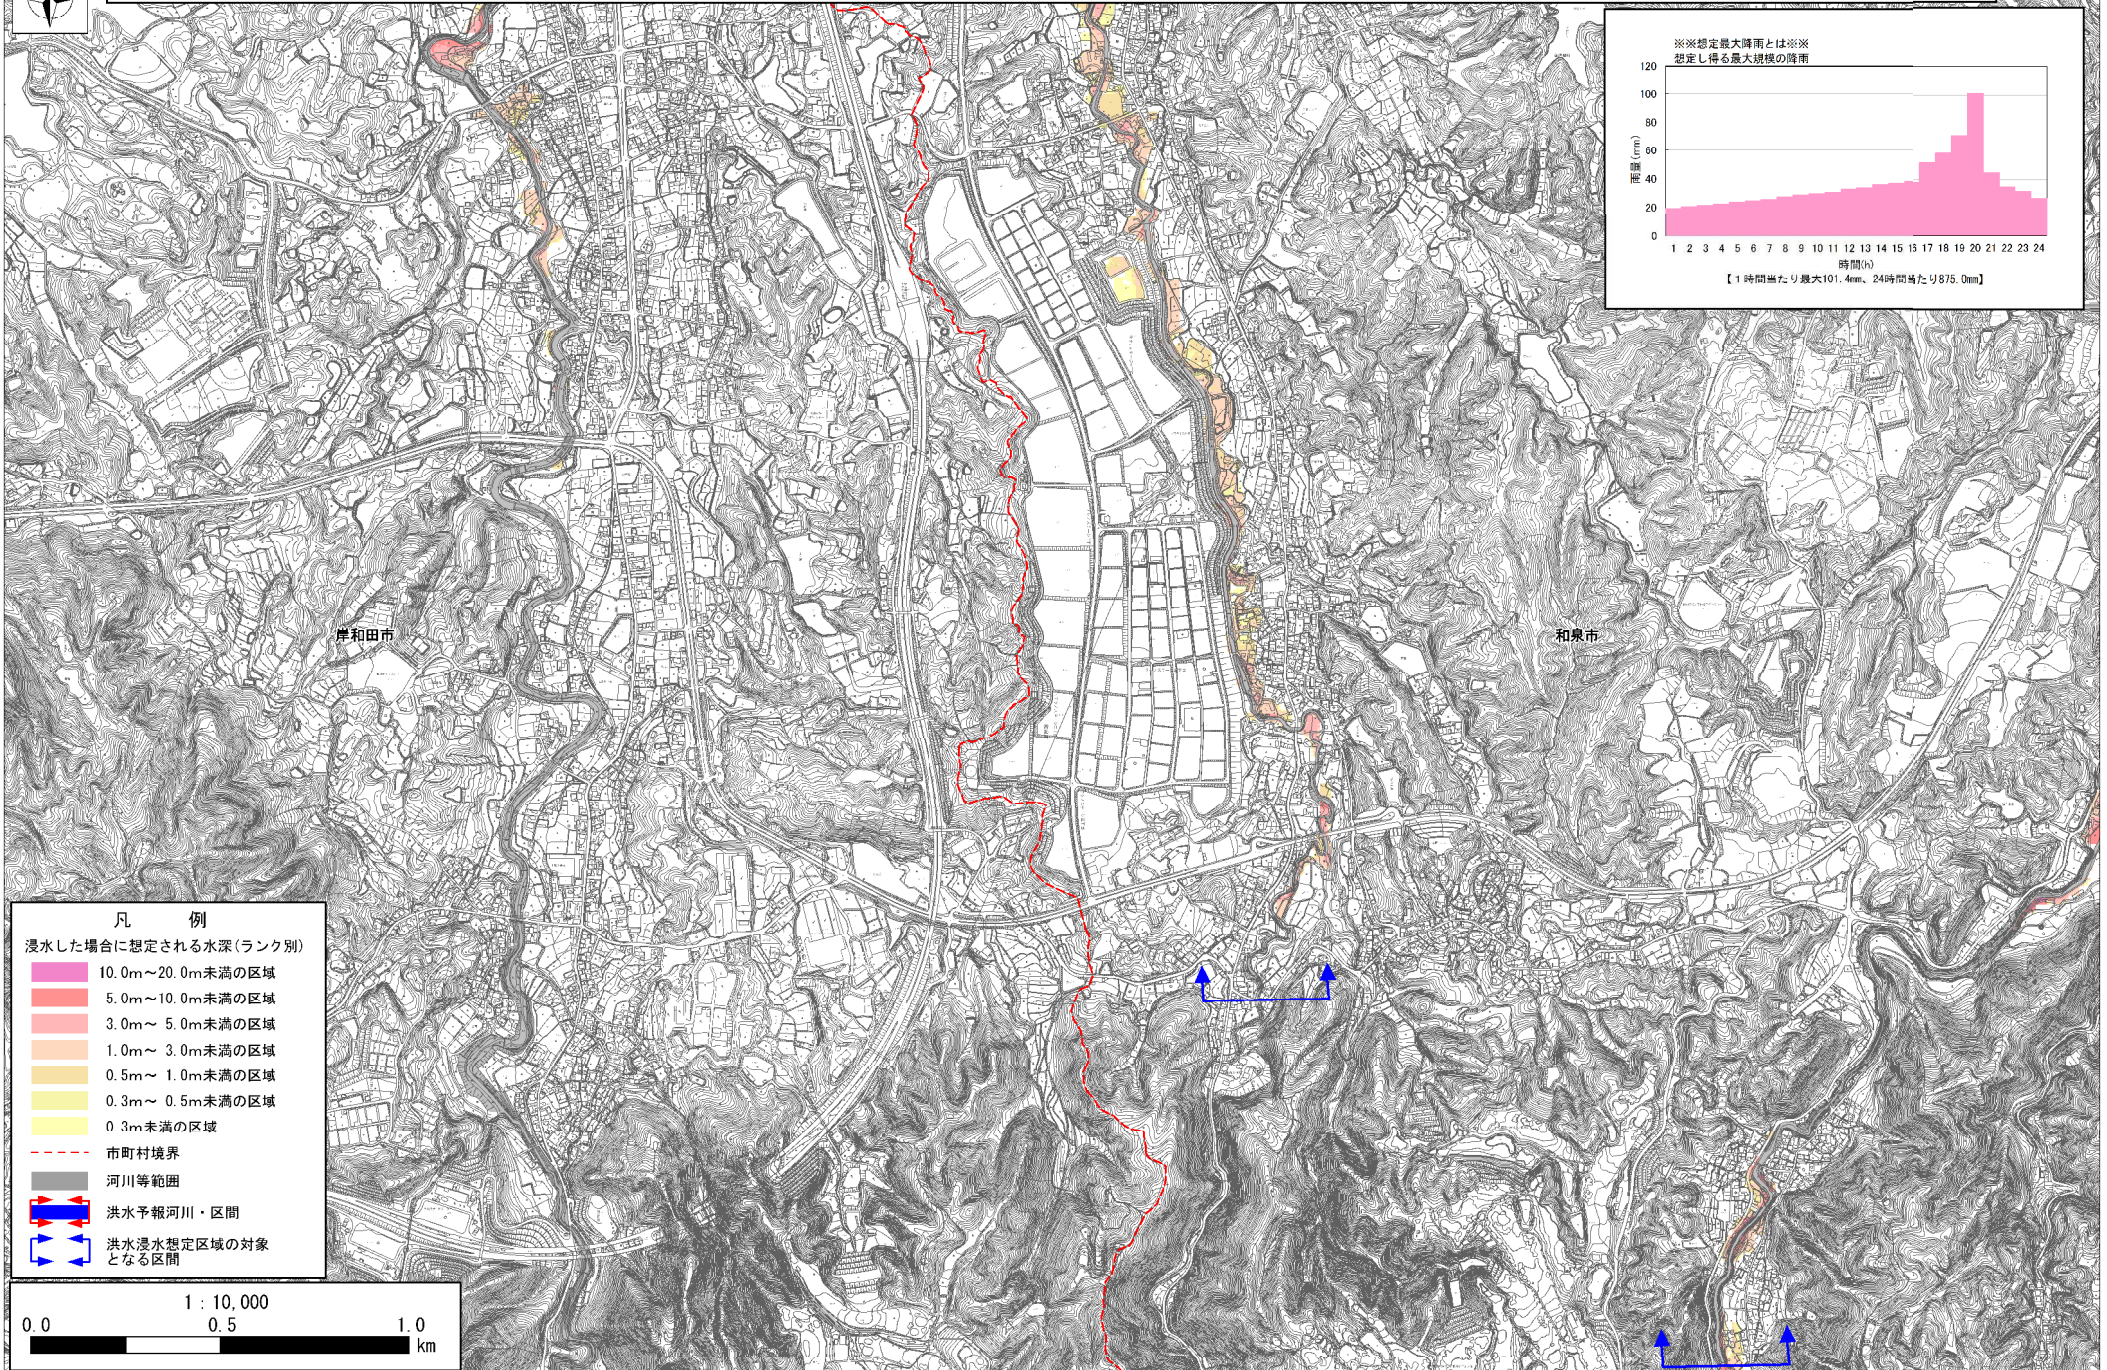 ※※想定最大降雨とは※※
想定し得る最大規模の降雨
120
100
80
60
40
20
0
雨量(mm)
1 2 3 4 5 6 7 8 9 10 11 12 13 14 15 16 17 18 19 20 21 22 23 24
時間(h)
【１時間当たり最大101.4mm、24時間当たり875.0mm】
岸和田市
和泉市
凡 例
浸水した場合に想定される水深(ランク別)
10.0m～20.0m未満の区域
5.0m～10.0m未満の区域
3.0m～ 5.0m未満の区域
1.0m～ 3.0m未満の区域
0.5m～ 1.0m未満の区域
0.3m～ 0.5m未満の区域
0.3m未満の区域
市町村境界
河川等範囲
洪水予報河川・区間
洪水浸水想定区域の対象
となる区間
1：10,000
0.0 0.5 1.0
km